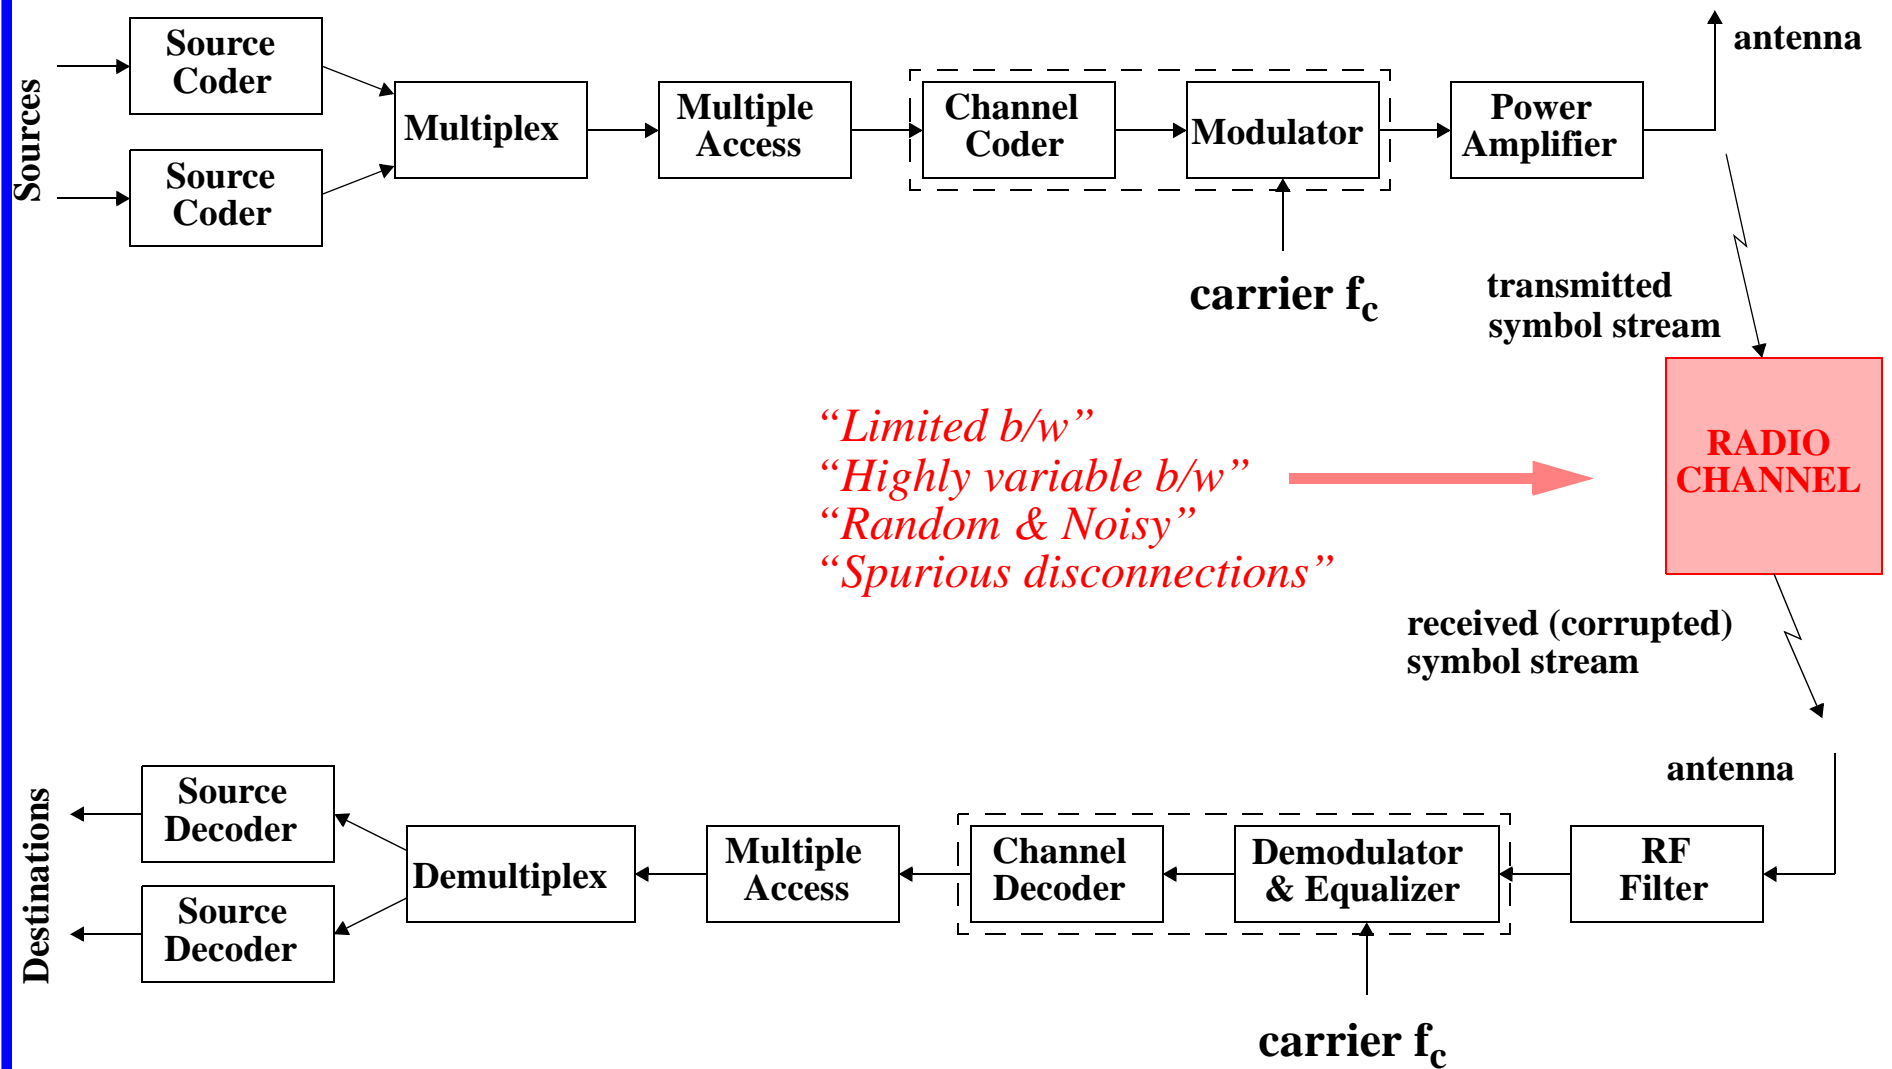 Sources
Source
Coder
Source
Coder
Multiplex
Multiple
Access
Channel
Coder
Modulator
Power
Amplifier
antenna
carrier fc
transmitted
symbol stream
“Limited b/w”
“Highly variable b/w”
“Random & Noisy”
“Spurious disconnections”
RADIO
CHANNEL
received (corrupted)
symbol stream
antenna
Destinations
Source
Decoder
Source
Decoder
Demultiplex
Multiple
Access
Channel
Decoder
Demodulator
& Equalizer
RF
Filter
carrier fc